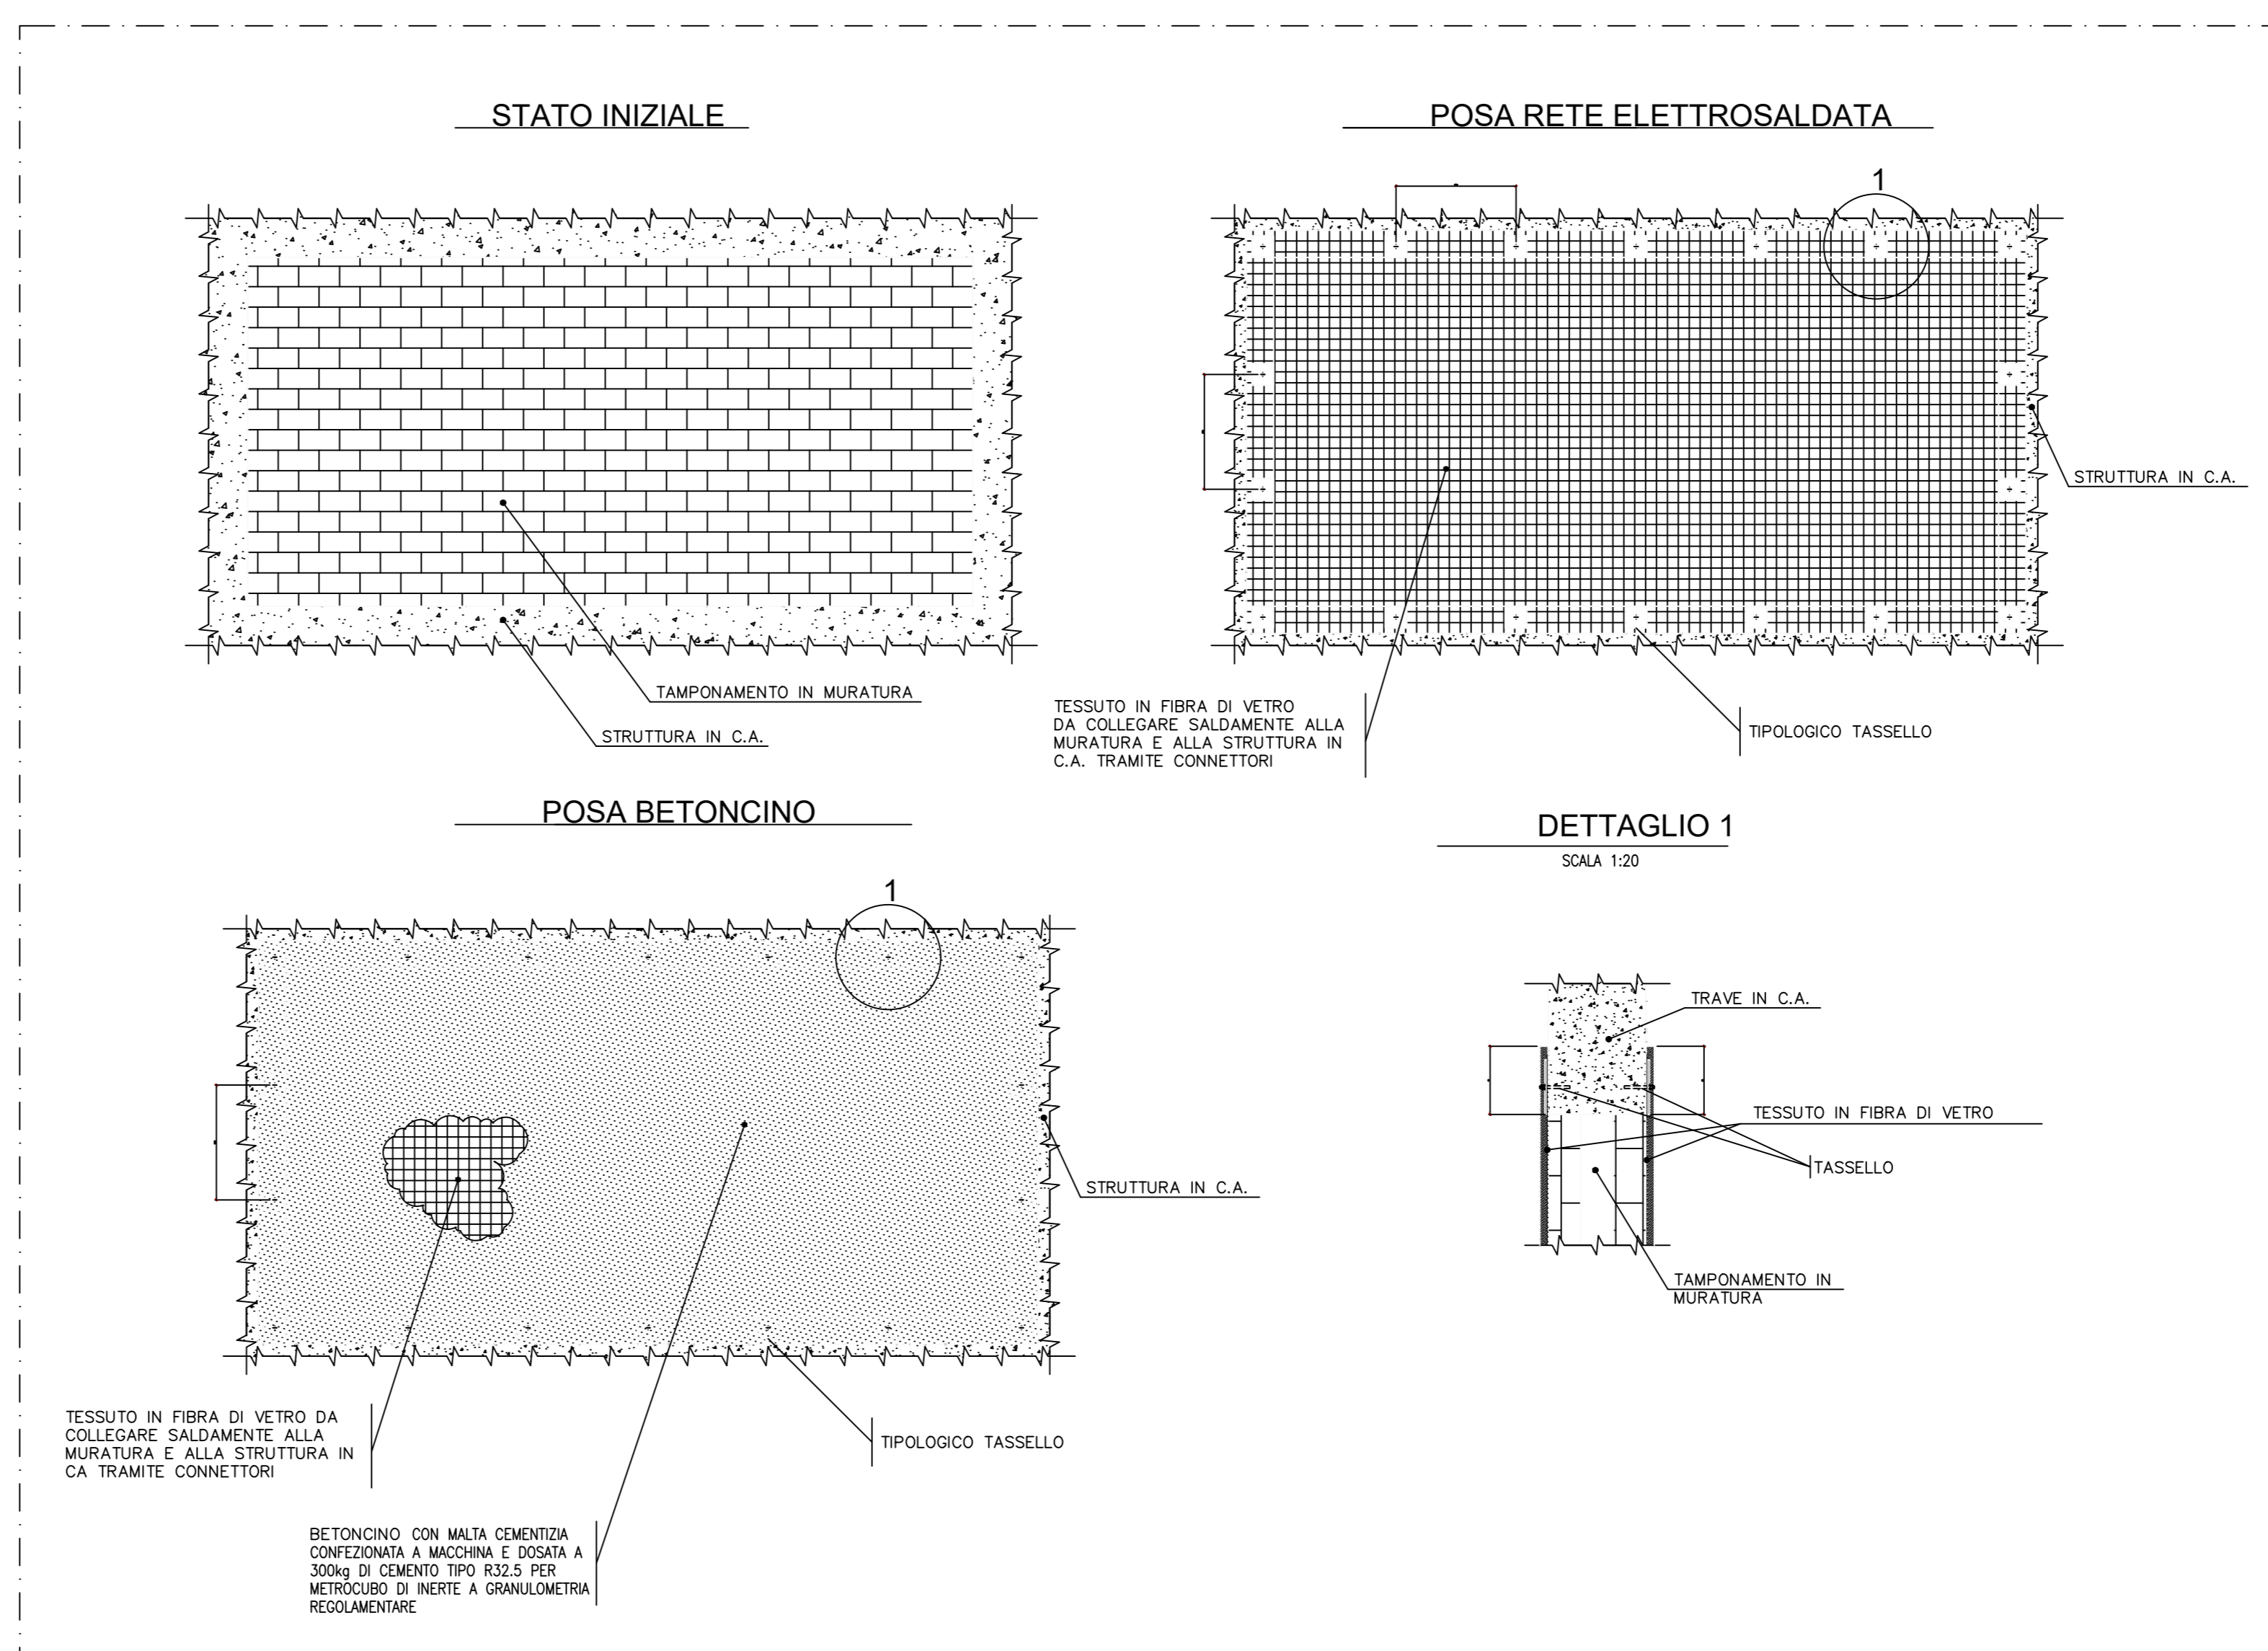 STATO INIZIALE
POSA RETE ELETTROSALDATA
1
STRUTTURA IN C.A.
TAMPONAMENTO IN MURATURA
STRUTTURA IN C.A.
TESSUTO IN FIBRA DI VETRO
DA COLLEGARE SALDAMENTE ALLA
MURATURA E ALLA STRUTTURA IN
C.A. TRAMITE CONNETTORI
TIPOLOGICO TASSELLO
POSA BETONCINO
DETTAGLIO 1
SCALA 1:20
1
TRAVE IN C.A.
TESSUTO IN FIBRA DI VETRO
TASSELLO
STRUTTURA IN C.A.
TAMPONAMENTO IN
MURATURA
TESSUTO IN FIBRA DI VETRO DA
COLLEGARE SALDAMENTE ALLA
MURATURA E ALLA STRUTTURA IN
CA TRAMITE CONNETTORI
TIPOLOGICO TASSELLO
BETONCINO CON MALTA CEMENTIZIA
CONFEZIONATA A MACCHINA E DOSATA A
300kg DI CEMENTO TIPO R32.5 PER
METROCUBO DI INERTE A GRANULOMETRIA
REGOLAMENTARE